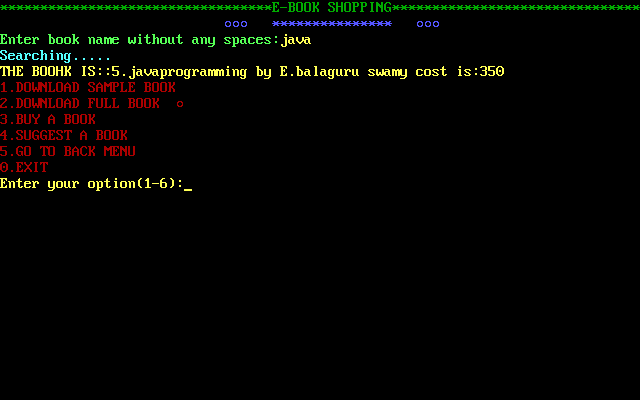 **********************************E-BOOK SHOPPING*******************************
ooo   ***************   ooo
Enter book name without any spaces:java
Searching.....
THE BOOHK IS::5.javaprogramming by E.balaguru swamy cost is:350
1.DOWNLOAD SAMPLE BOOK
2.DOWNLOAD FULL BOOK  o
3.BUY A BOOK
4.SUGGEST A BOOK
5.GO TO BACK MENU
0.EXIT
Enter your option(1-6):_